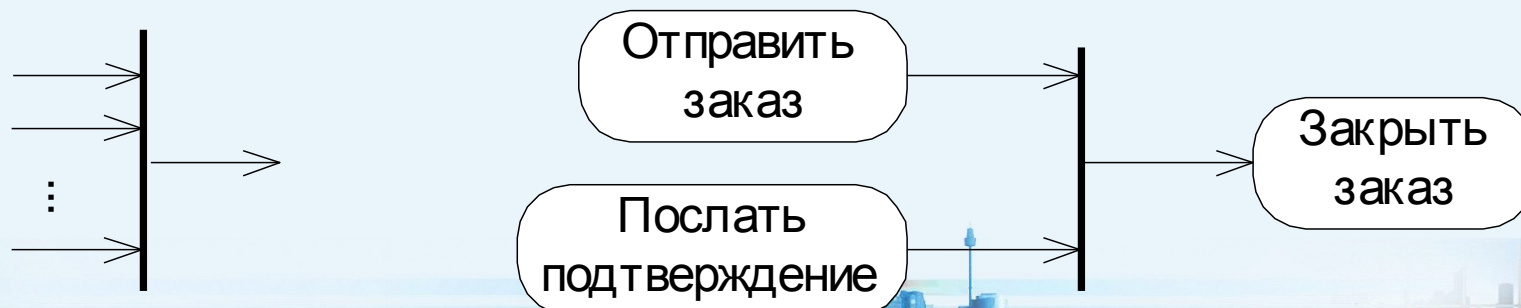 Отправить
заказ
Закрыть
заказ
...
Послать
подтверждение